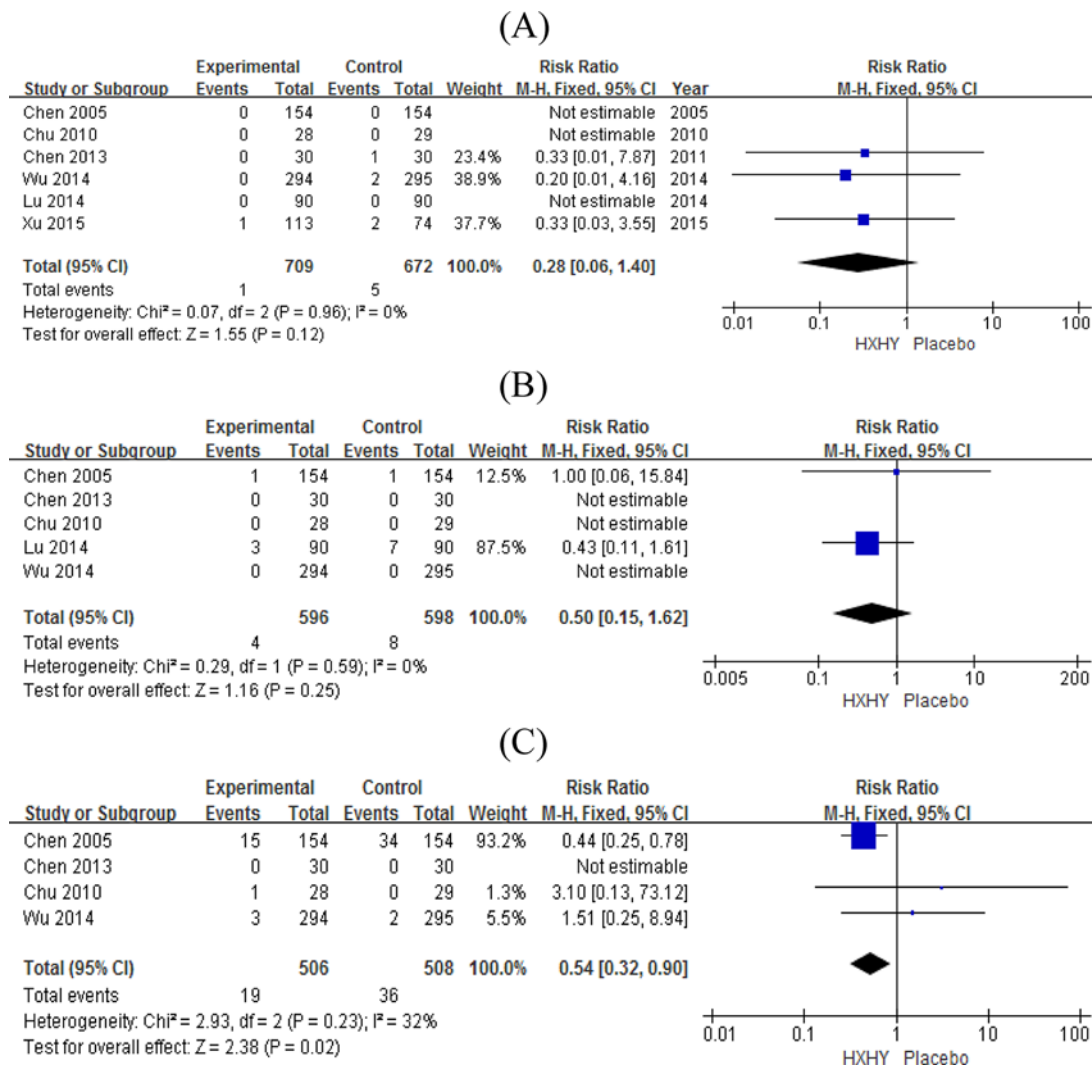 (A)
Experimental Control Risk Ratio Risk Ratio
Study or Subgroup Events Total Events Total Weight M-H, Fixed, 95% CI Year M-H, Fixed, 95% CI
Chen 2005 0 154 0 154 Not estimable 2005
Chu 2010 0 28 0 29 Not estimable 2010
Chen 2013 0 30 1 30 23.4% 0.33 [0.01, 7.87] 2011
Wu 2014 0 294 2 295 38.9% 0.20 [0.01, 4.16] 2014
Lu 2014 0 90 0 90 Not estimable 2014
Xu 2015 1 113 2 74 37.7% 0.33 [0.03, 3.55] 2015
Total (95% CI) 709 672 100.0% 0.28 [0.06, 1.40]
Total events 1 5
Heterogeneity: Chi² = 0.07, df = 2 (P = 0.96); I² = 0%
Test for overall effect: Z = 1.55 (P = 0.12)
0.01 0.1 1 10 100
HXHY Placebo
(B)
Experimental Control Risk Ratio Risk Ratio
Study or Subgroup Events Total Events Total Weight M-H, Fixed, 95% CI M-H, Fixed, 95% CI
Chen 2005 1 154 1 154 12.5% 1.00 [0.06, 15.84]
Chen 2013 0 30 0 30 Not estimable
Chu 2010 0 28 0 29 Not estimable
Lu 2014 3 90 7 90 87.5% 0.43 [0.11, 1.61]
Wu 2014 0 294 0 295 Not estimable
Total (95% CI) 596 598 100.0% 0.50 [0.15, 1.62]
Total events 4 8
Heterogeneity: Chi² = 0.29, df = 1 (P = 0.59); I² = 0%
Test for overall effect: Z = 1.16 (P = 0.25)
0.005 0.1 1 10 200
HXHY Placebo
(C)
Experimental Control Risk Ratio Risk Ratio
Study or Subgroup Events Total Events Total Weight M-H, Fixed, 95% CI M-H, Fixed, 95% CI
Chen 2005 15 154 34 154 93.2% 0.44 [0.25, 0.78]
Chen 2013 0 30 0 30 Not estimable
Chu 2010 1 28 0 29 1.3% 3.10 [0.13, 73.12]
Wu 2014 3 294 2 295 5.5% 1.51 [0.25, 8.94]
Total (95% CI) 506 508 100.0% 0.54 [0.32, 0.90]
Total events 19 36
Heterogeneity: Chi² = 2.93, df = 2 (P = 0.23); I² = 32%
Test for overall effect: Z = 2.38 (P = 0.02)
0.01 0.1 1 10 100
HXHY Placebo